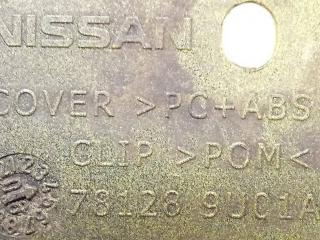 NISSAN
COVER >PC+ABS
CLIP >POM<
78128 9U01A